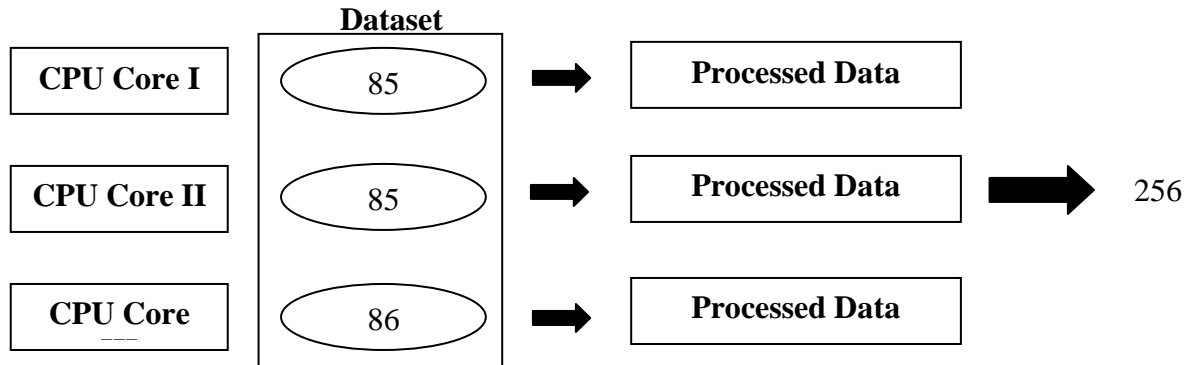 Dataset
CPU Core I
85
Processed Data
CPU Core II
85
Processed Data
256
CPU Core
86
Processed Data